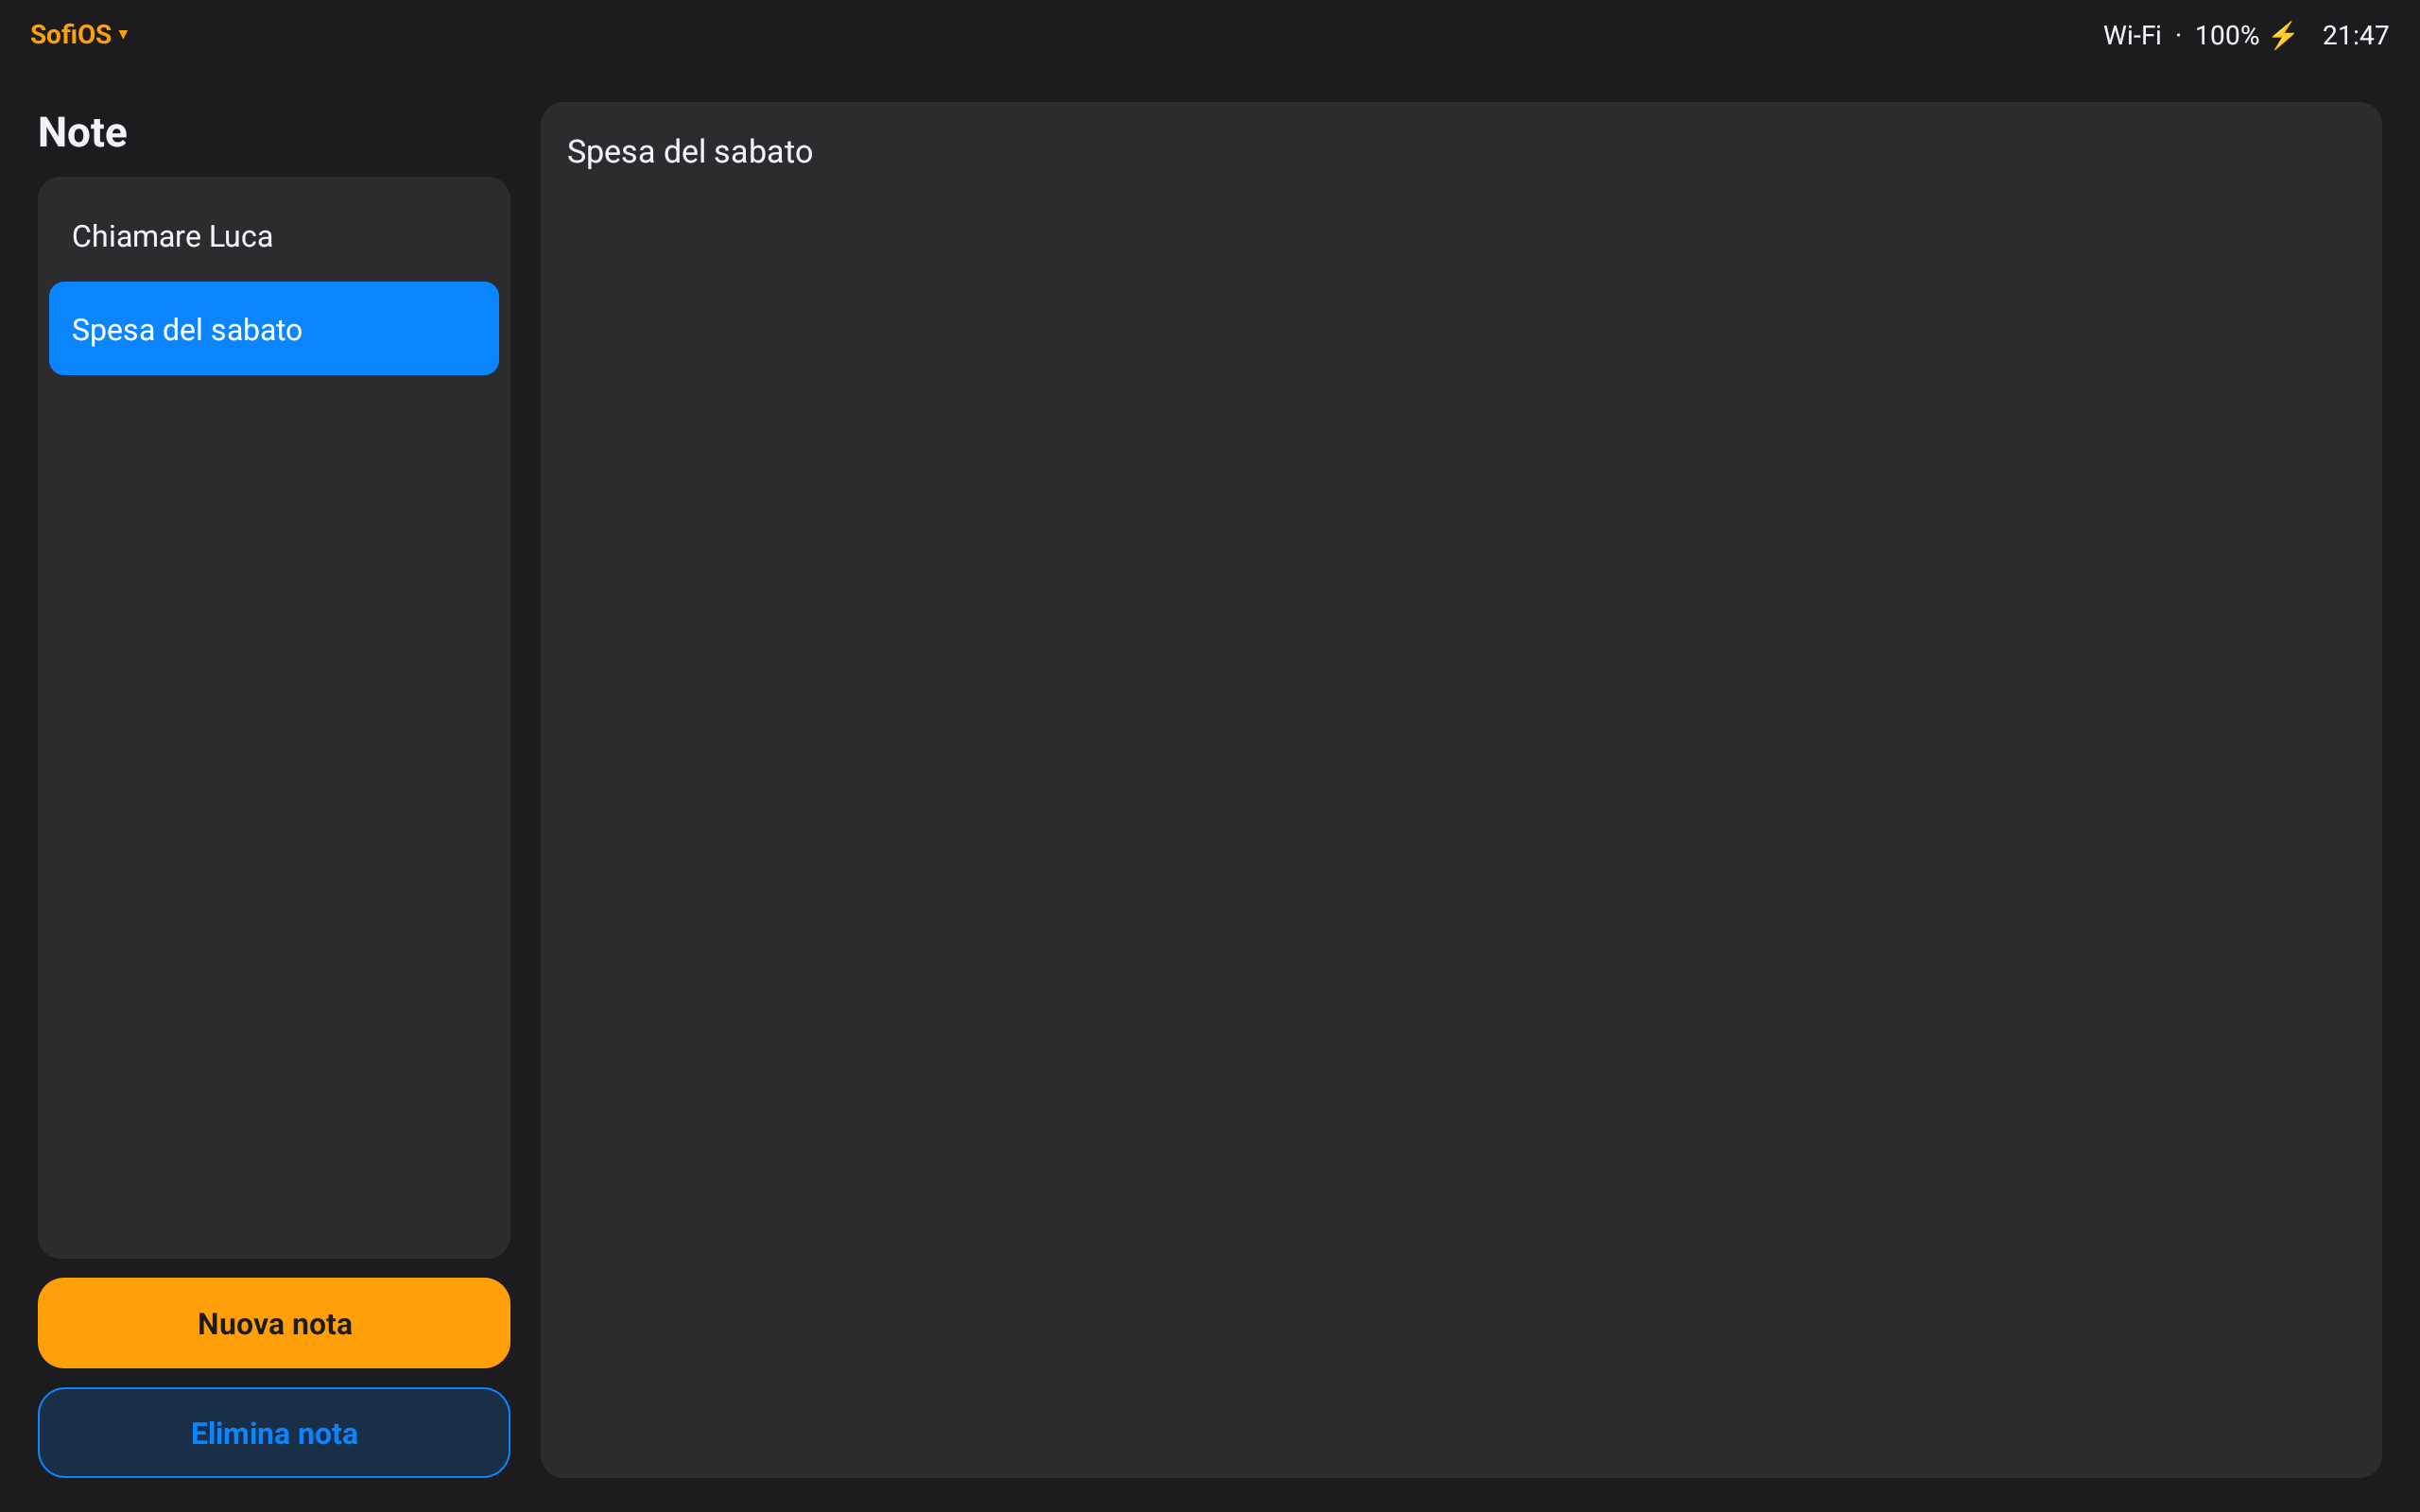 SofiOS ▾
Wi-Fi · 100% ⚡ 21:47
Note
Chiamare Luca
Spesa del sabato
Nuova nota
Elimina nota
Spesa del sabato